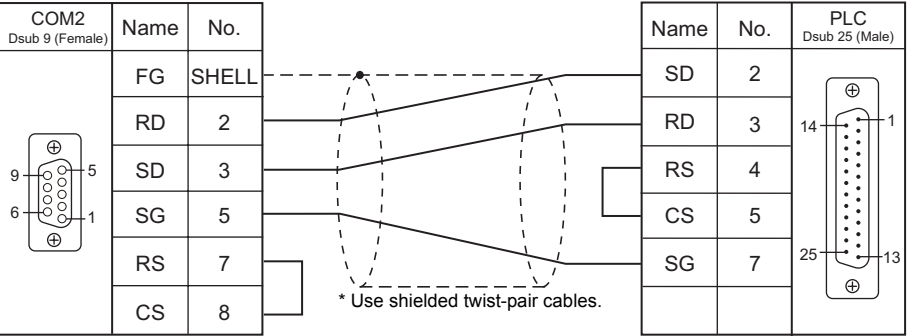 COM2
Dsub 9 (Female)
Name No.
FG SHELL
RD 2
SD 3
SG 5
RS 7
CS 8
9
5
6
1
* Use shielded twist-pair cables.
Name No.
PLC
Dsub 25 (Male)
SD 2
RD 3
RS 4
CS 5
SG 7
14
1
25
13